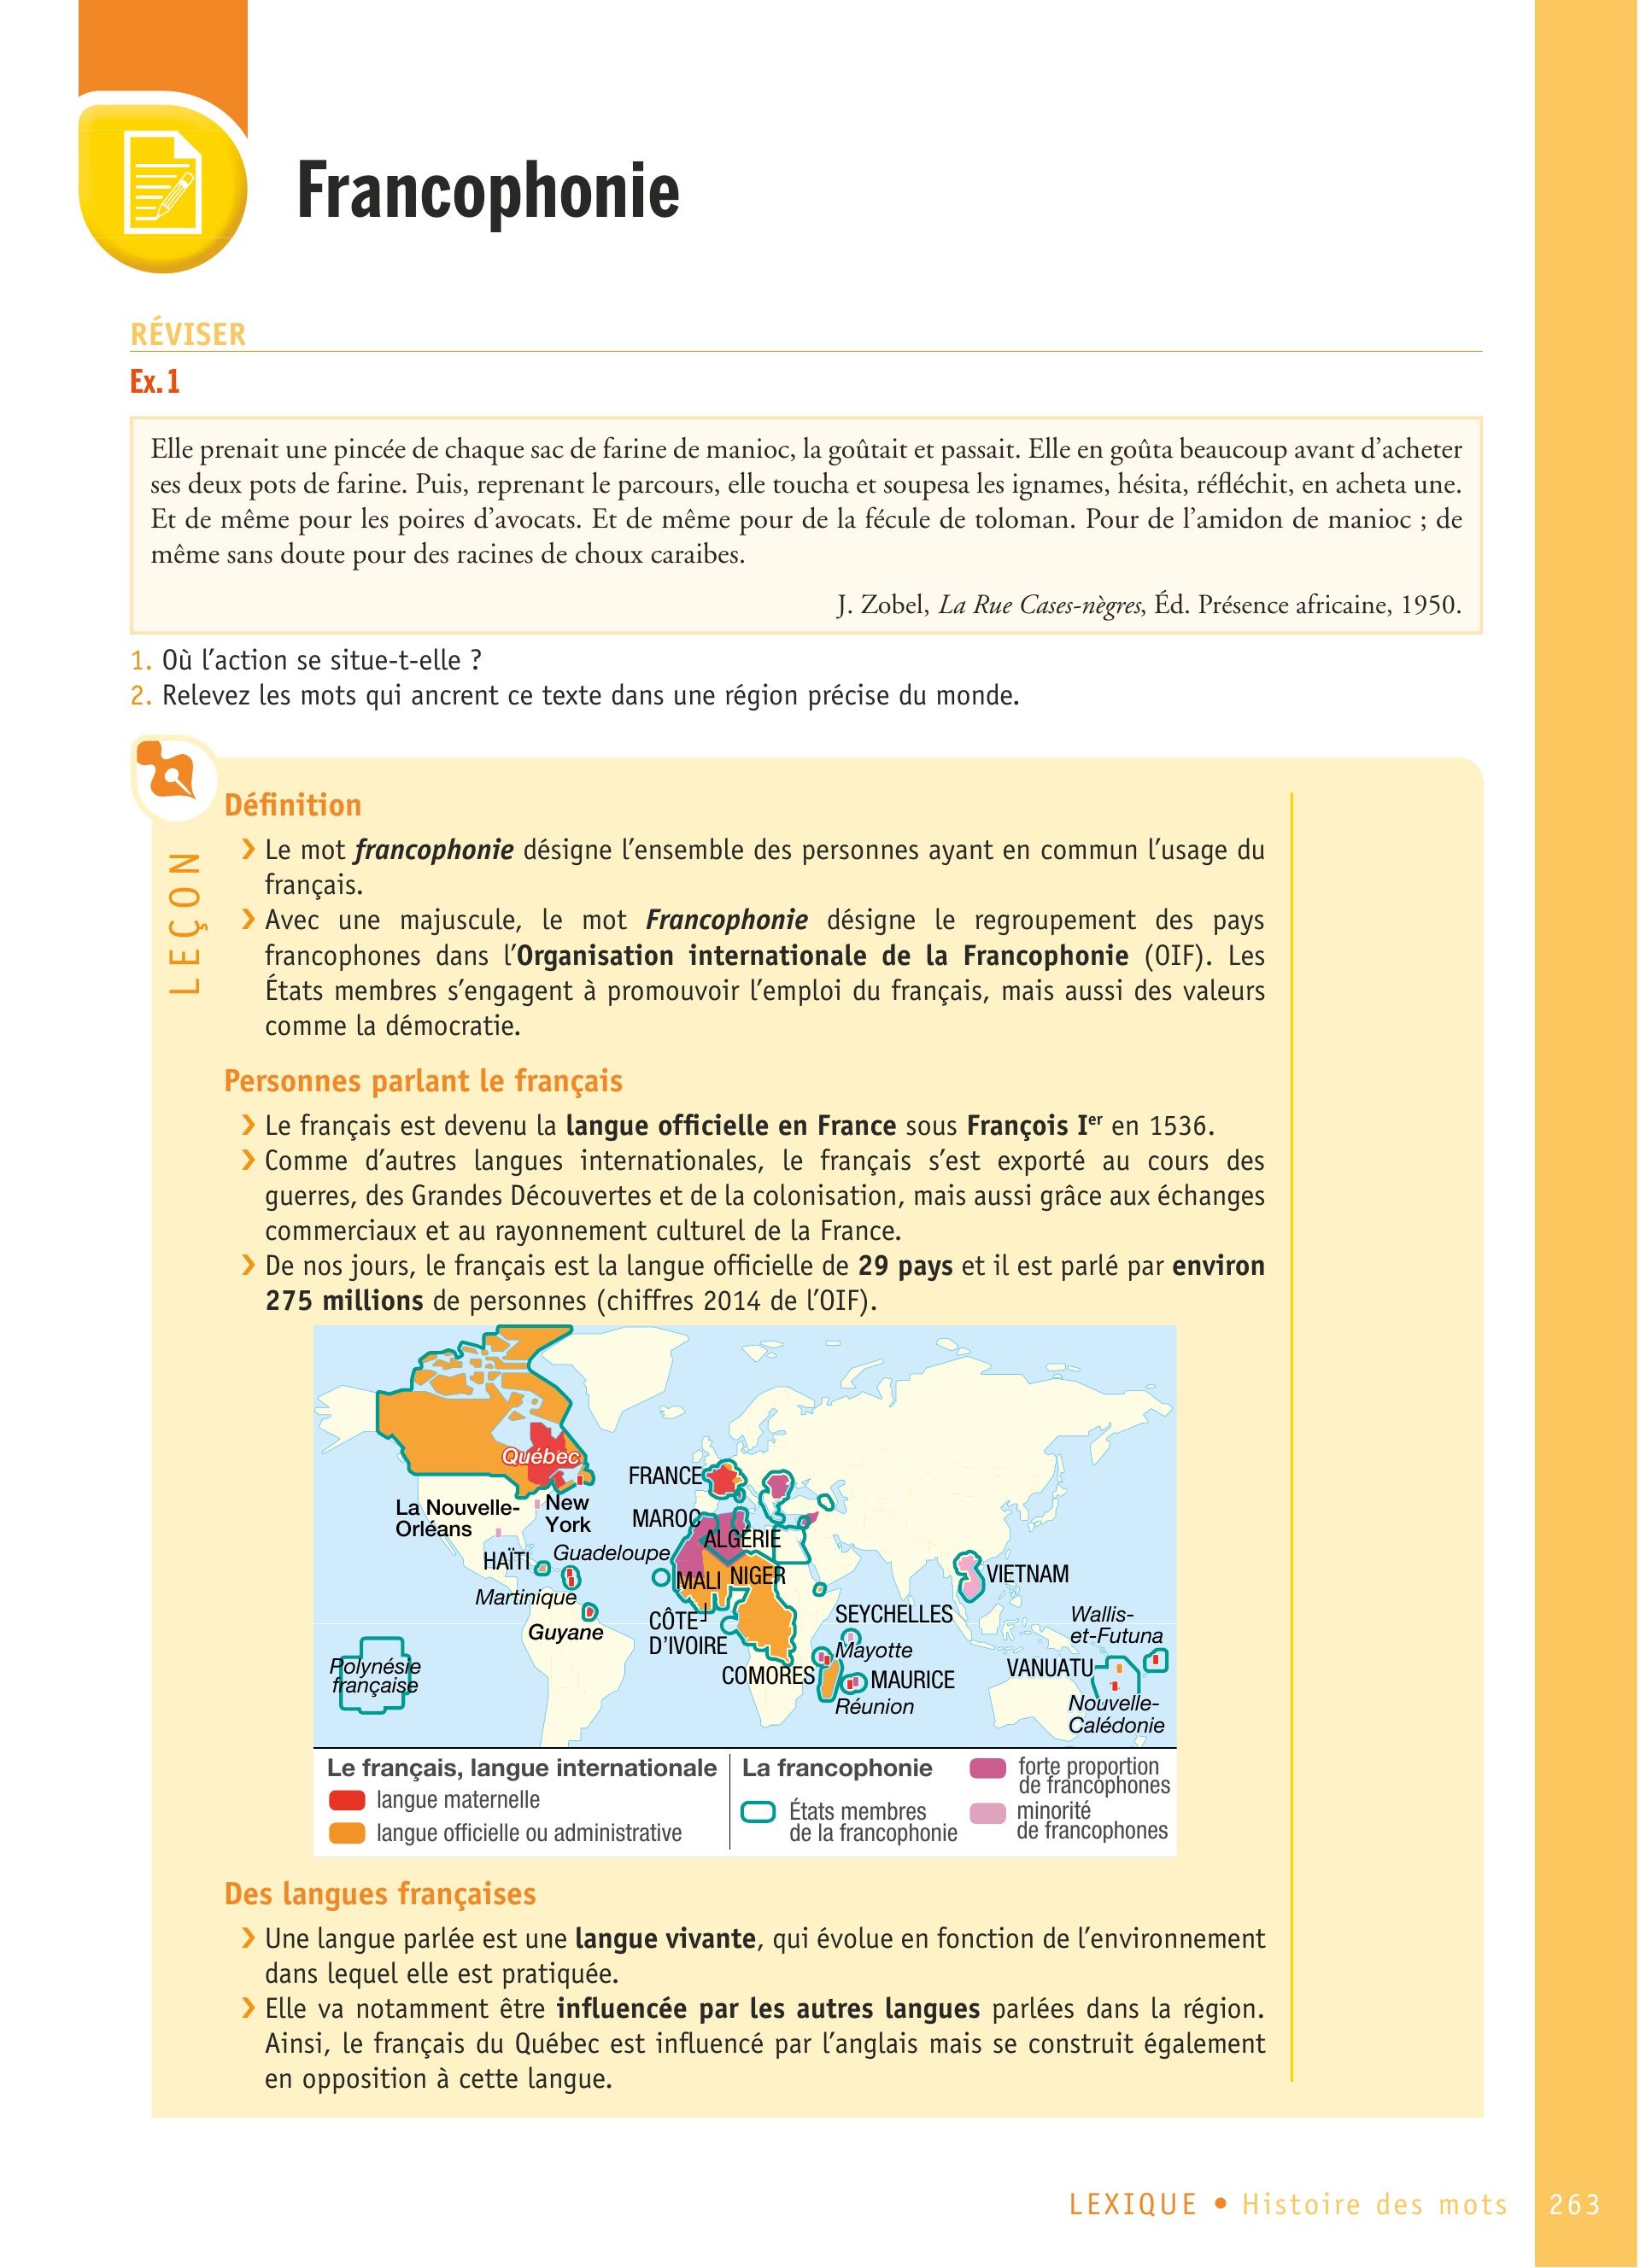 Francophonie
RÉVISER
Ex. 1
Elle prenait une pincée de chaque sac de farine de manioc, la goûtait et passait. Elle en goûta beaucoup avant d’acheter
ses deux pots de farine. Puis, reprenant le parcours, elle toucha et soupesa les ignames, hésita, réfléchit, en acheta une.
Et de même pour les poires d’avocats. Et de même pour de la fécule de toloman. Pour de l’amidon de manioc ; de
même sans doute pour des racines de choux caraibes.
J. Zobel, La Rue Cases-nègres, Éd. Présence africaine, 1950.
1. Où l’action se situe-t-elle ?
2. Relevez les mots qui ancrent ce texte dans une région précise du monde.
LEÇON
Définition
❯ Le mot francophonie désigne l’ensemble des personnes ayant en commun l’usage du
français.
❯ Avec une majuscule, le mot Francophonie désigne le regroupement des pays
francophones dans l’Organisation internationale de la Francophonie (OIF). Les
États membres s’engagent à promouvoir l’emploi du français, mais aussi des valeurs
comme la démocratie.
Personnes parlant le français
❯ Le français est devenu la langue officielle en France sous François Ier en 1536.
❯ Comme d’autres langues internationales, le français s’est exporté au cours des
guerres, des Grandes Découvertes et de la colonisation, mais aussi grâce aux échanges
commerciaux et au rayonnement culturel de la France.
❯ De nos jours, le français est la langue officielle de 29 pays et il est parlé par environ
275 millions de personnes (chiffres 2014 de l’OIF).
Québec
La Nouvelle-
Orléans
New
York
FRANCE
MAROC
ALGÉRIE
HAÏTI
Guadeloupe
MALI
NIGER
Martinique
Guyane
CÔTE
D’IVOIRE
VIETNAM
SEYCHELLES
Wallis-
et-Futuna
Mayotte
Polynésie
française
COMORES
MAURICE
Réunion
VANUATU
Nouvelle-
Calédonie
Le français, langue internationale
langue maternelle
langue officielle ou administrative
La francophonie
États membres
de la francophonie
forte proportion
de francophones
minorité
de francophones
Des langues françaises
❯ Une langue parlée est une langue vivante, qui évolue en fonction de l’environnement
dans lequel elle est pratiquée.
❯ Elle va notamment être influencée par les autres langues parlées dans la région.
Ainsi, le français du Québec est influencé par l’anglais mais se construit également
en opposition à cette langue.
LEXIQUE • Histoire des mots 263